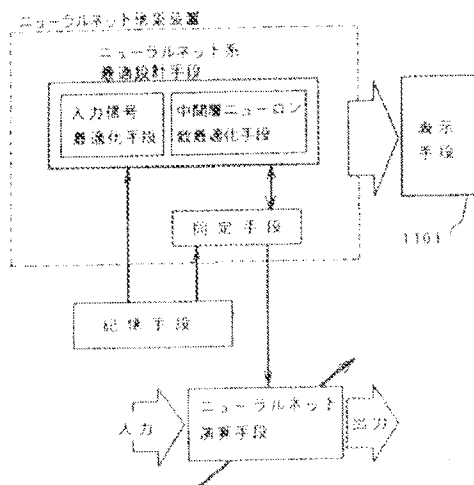 ニューラルネット構築装置
ニューラルネット系
最適設計手段
入力信号
最適化手段
中間層ニューロン
数最適化手段
表示
手段
1101
同定手段
記憶手段
入力
ニューラルネット
演算手段
出力